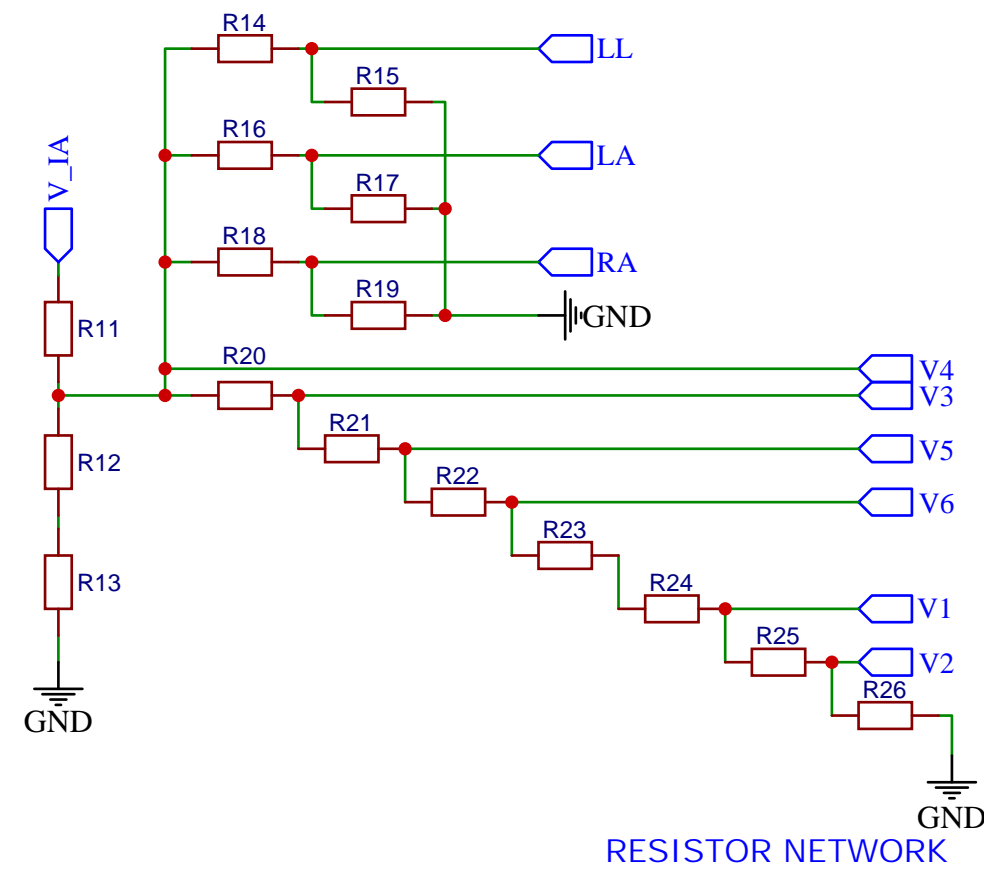 R14
LL
R15
R16
LA
V_IA
R17
R18
RA
R19
GND
R11
R20
V4
V3
R21
V5
R12
R22
V6
R23
R13
R24
V1
R25
V2
R26
GND
GND
RESISTOR NETWORK